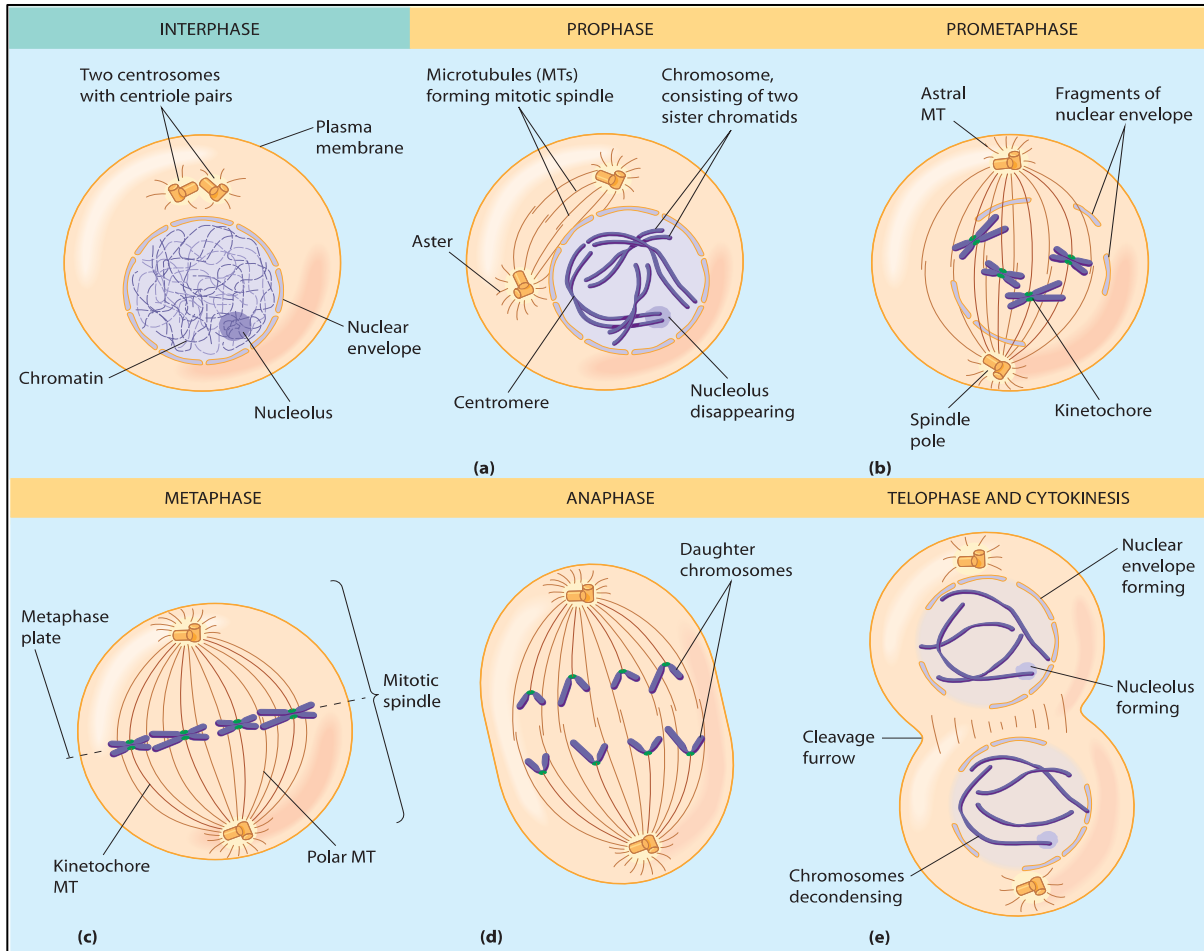 INTERPHASE
Two centrosomes
with centriole pairs
Plasma
membrane
Nuclear
envelope
Chromatin
Nucleolus
PROPHASE
Microtubules (MTs)
forming mitotic spindle
Chromosome,
consisting of two
sister chromatids
Aster
Centromere
Nucleolus
disappearing
(a)
PROMETAPHASE
Astral
MT
Fragments of
nuclear envelope
Spindle
pole
Kinetochore
(b)
METAPHASE
Metaphase
plate
Mitotic
spindle
Kinetochore
MT
Polar MT
(c)
ANAPHASE
Daughter
chromosomes
(d)
TELOPHASE AND CYTOKINESIS
Nuclear
envelope
forming
Nucleolus
forming
Cleavage
furrow
Chromosomes
decondensing
(e)